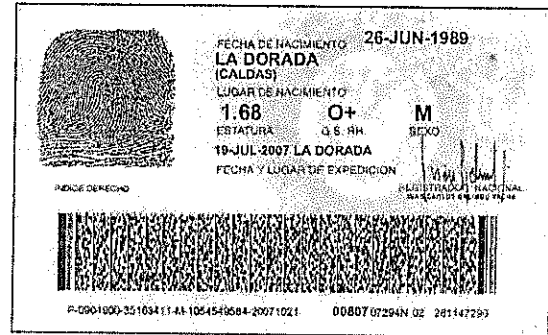 FECHA DE NACIMIENTO 26-JUN-1989
LA DORADA
(CALDAS)
LUGAR DE NACIMIENTO
1.68 O+ M
ESTATURA G.S. RH SEXO
19-JUL-2007 LA DORADA
FECHA Y LUGAR DE EXPEDICION
INDICE DERECHO
REGISTRADOR NACIONAL
00807